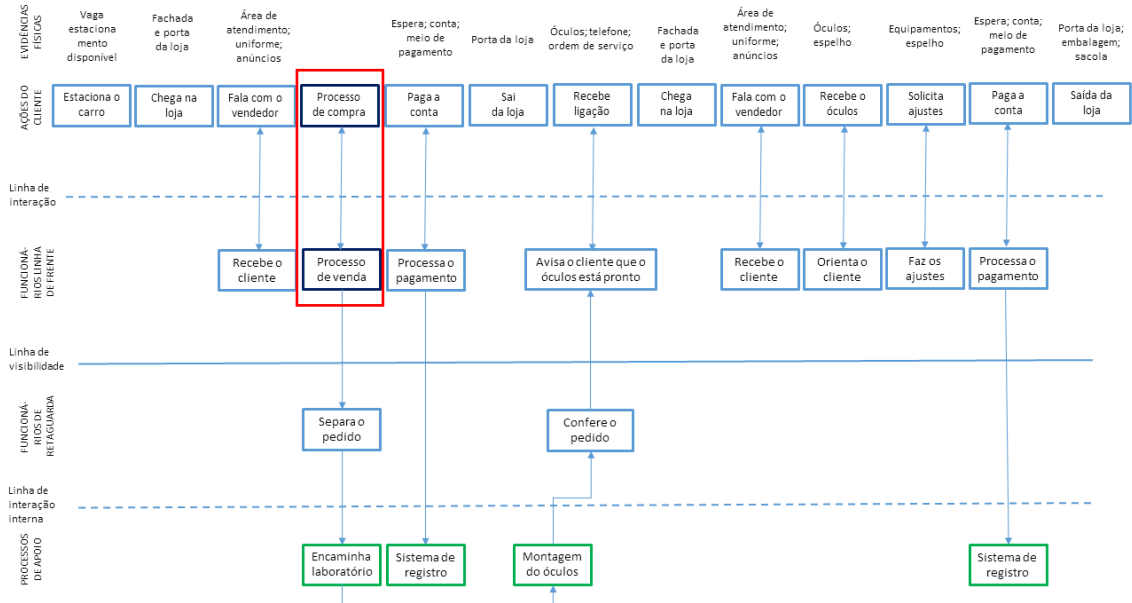 EVIDÊNCIAS
FÍSICAS
Vaga
estaciona
mento
disponível
Fachada
e porta
da loja
Área de
atendimento;
uniforme;
anúncios
Espera; conta;
meio de
pagamento
Porta da loja
Óculos; telefone;
ordem de serviço
Fachada
e porta
da loja
Área de
atendimento;
uniforme;
anúncios
Óculos;
espelho
Equipamentos;
espelho
Espera; conta;
meio de
pagamento
Porta da loja;
embalagem;
sacola
AÇÕES DO
CLIENTE
Estaciona o
carro
Chega na
loja
Fala com o
vendedor
Processo
de compra
Paga a
conta
Sai
da loja
Recebe
ligação
Chega
na loja
Fala com o
vendedor
Recebe o
óculos
Solicita
ajustes
Paga a
conta
Saída da
loja
Linha de
interação
FUNCIONÁ-
RIOS LINHA
DE FRENTE
Recebe o
cliente
Processo
de venda
Processa o
pagamento
Avisa o cliente que o
óculos está pronto
Recebe o
cliente
Orienta o
cliente
Faz os
ajustes
Processa o
pagamento
Linha de
visibilidade
FUNCIONÁ-
RIOS DE
RETAGUARDA
Separa o
pedido
Confere o
pedido
Linha de
interação
interna
PROCESSOS
DE APOIO
Encaminha
laboratório
Sistema de
registro
Montagem
do óculos
Sistema de
registro